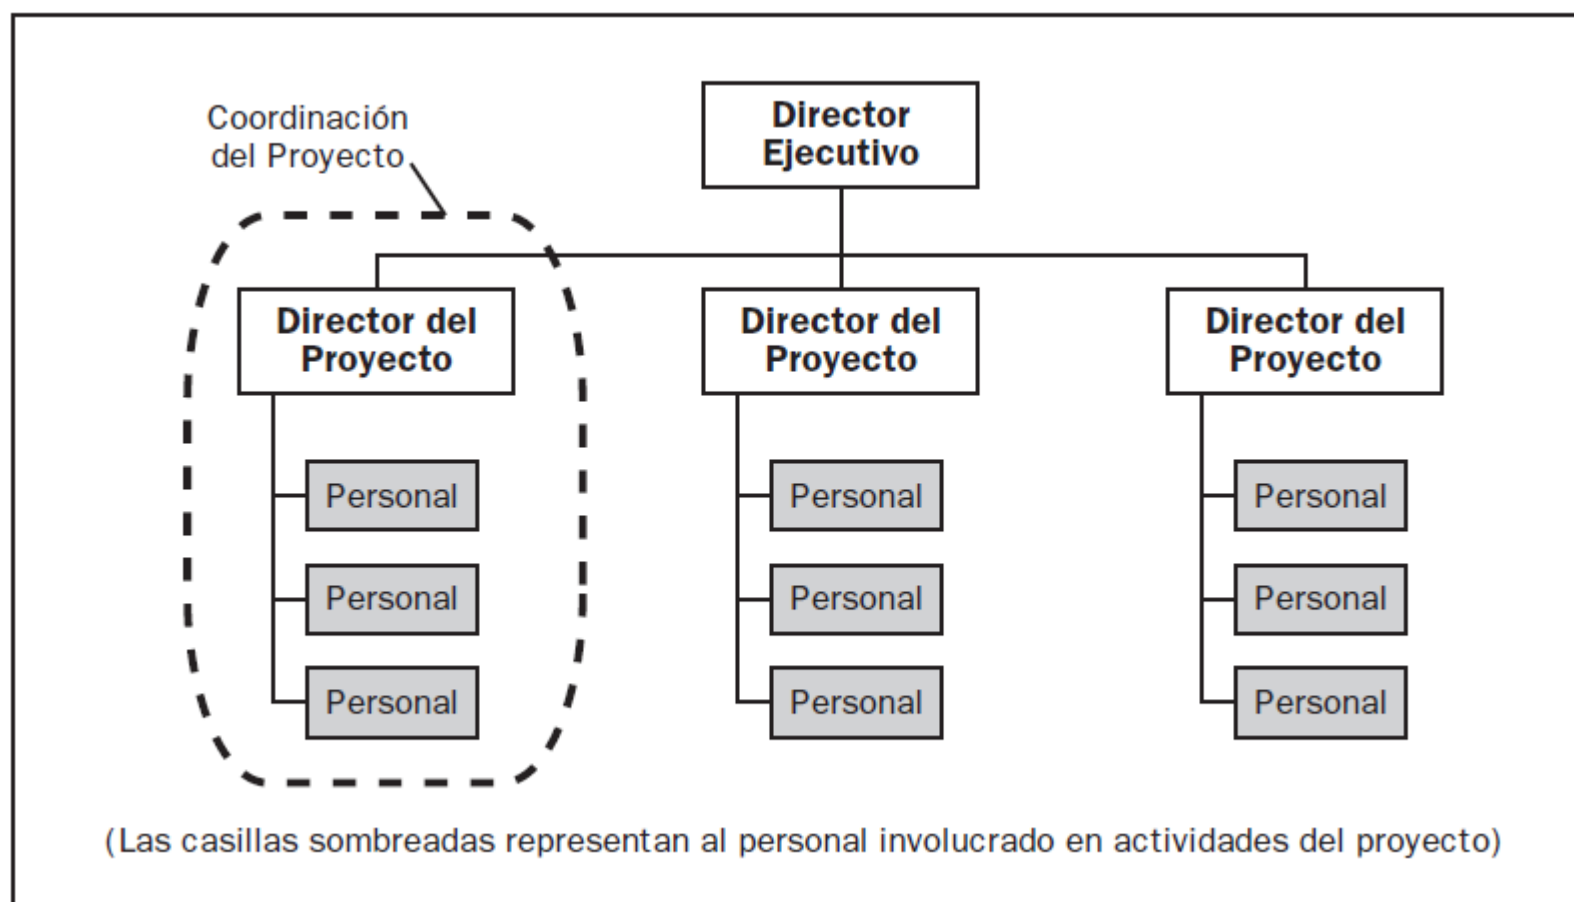 Coordinación
del Proyecto
Director
Ejecutivo
Director del
Proyecto
Director del
Proyecto
Director del
Proyecto
Personal
Personal
Personal
Personal
Personal
Personal
Personal
Personal
Personal
(Las casillas sombreadas representan al personal involucrado en actividades del proyecto)